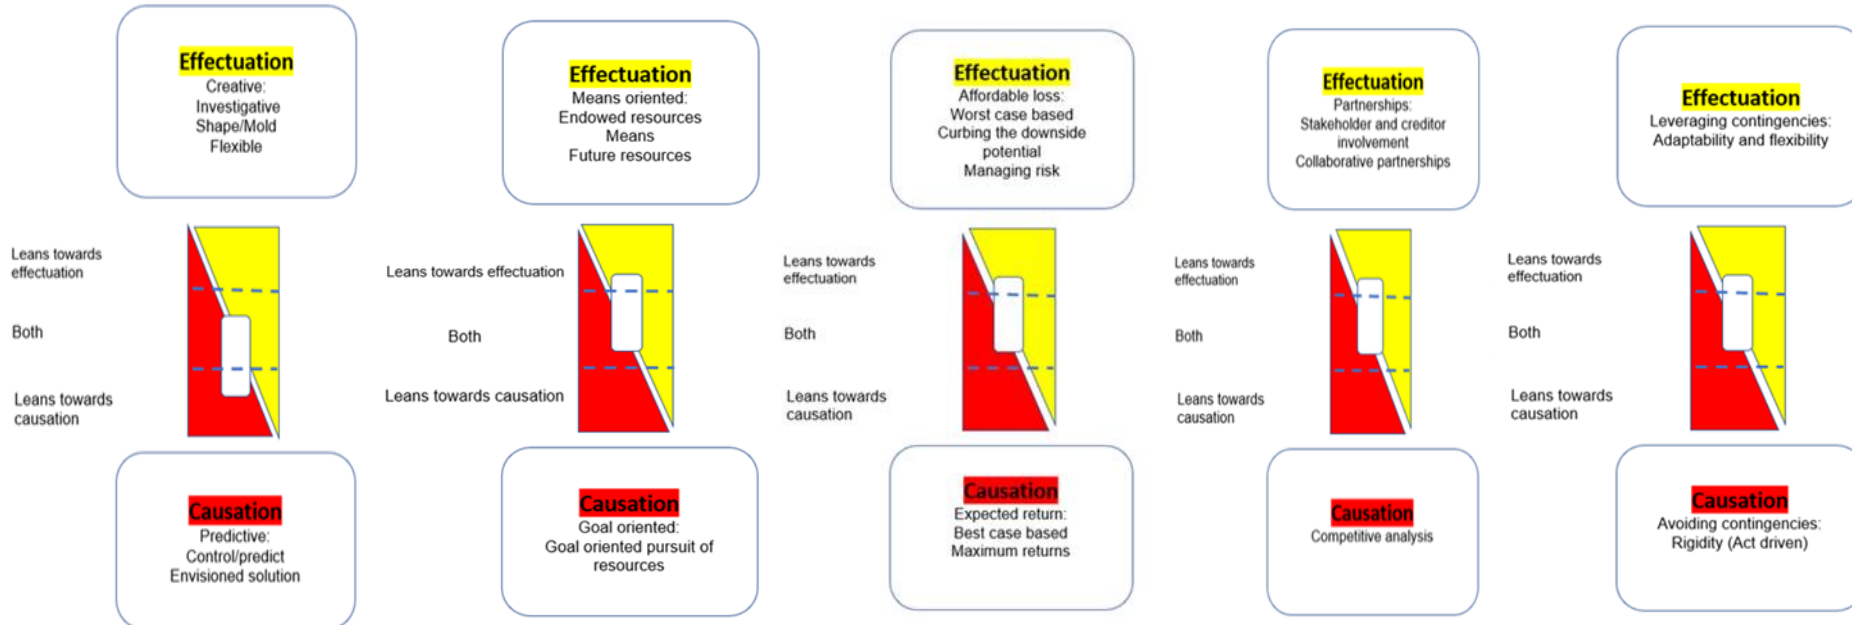 Effectuation
Creative:
Investigative
Shape/Mold
Flexible
Effectuation
Means oriented:
Endowed resources
Means
Future resources
Effectuation
Affordable loss:
Worst case based
Curbing the downside
potential
Managing risk
Effectuation
Partnerships:
Stakeholder and creditor
involvement
Collaborative partnerships
Effectuation
Leveraging contingencies:
Adaptability and flexibility
Leans towards
effectuation
Both
Leans towards
causation
Leans towards effectuation
Both
Leans towards causation
Leans towards
effectuation
Both
Leans towards
causation
Leans towards
effectuation
Both
Leans towards
causation
Leans towards
effectuation
Both
Leans towards
causation
Causation
Predictive:
Control/predict
Envisioned solution
Causation
Goal oriented:
Goal oriented pursuit of
resources
Causation
Expected return:
Best case based
Maximum returns
Causation
Competitive analysis
Causation
Avoiding contingencies:
Rigidity (Act driven)